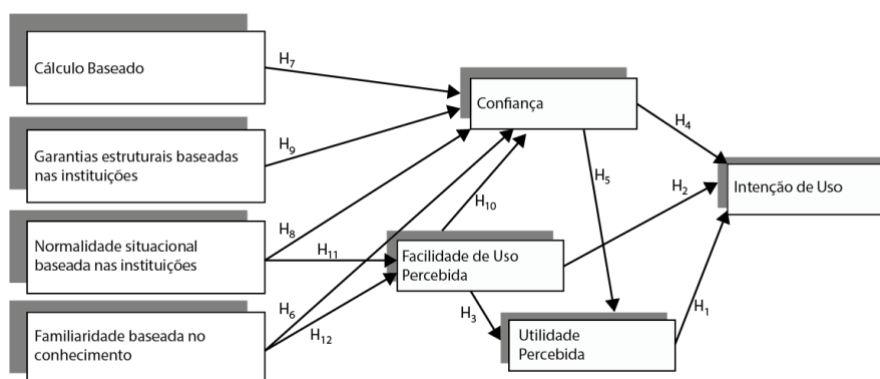 Cálculo Baseado
H7
Confiança
H4
Garantias estruturais baseadas
nas instituições
H9
H5
H2
Intenção de Uso
H10
Normalidade situacional
baseada nas instituições
H8
H11
Facilidade de Uso
Percebida
H6
H3
H1
Familiaridade baseada no
conhecimento
H12
Utilidade
Percebida